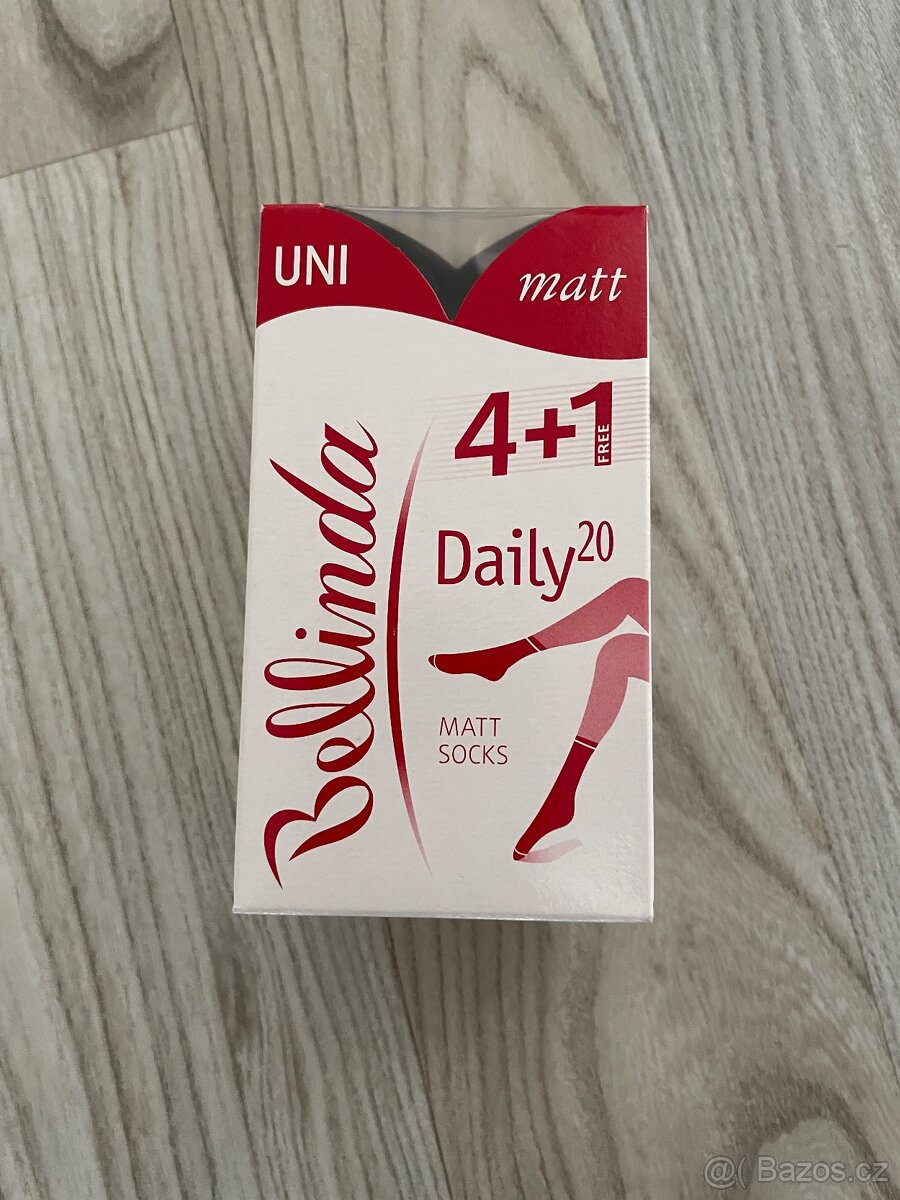 UNI
matt
4+1
FREE
Bellinda
Daily20
MATT
SOCKS
@( Bazos.cz